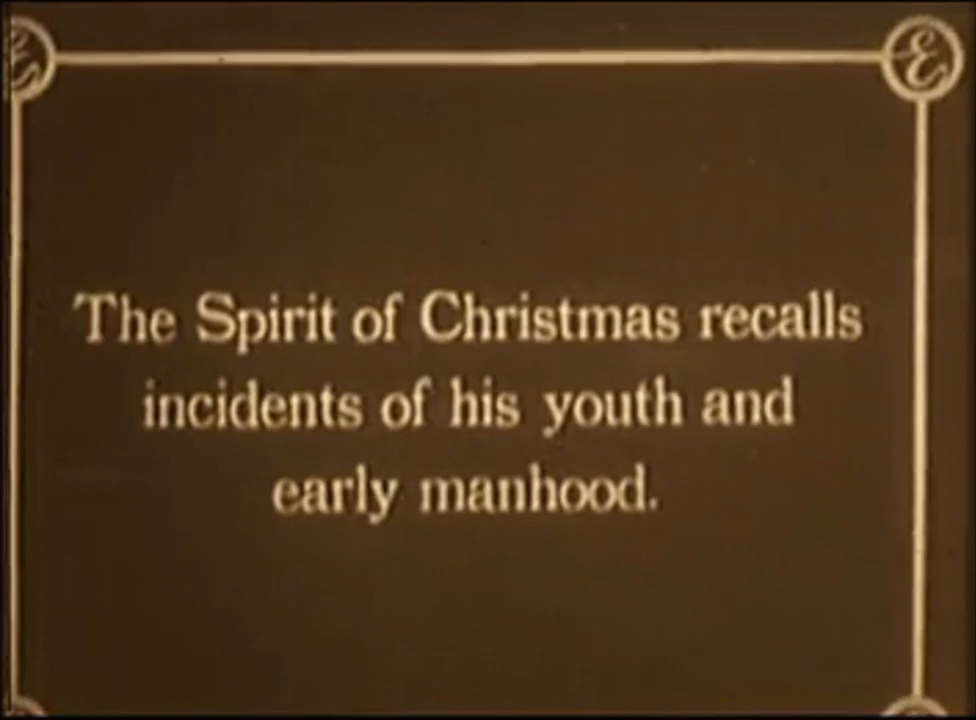 E
E
The Spirit of Christmas recalls
incidents of his youth and
early manhood.